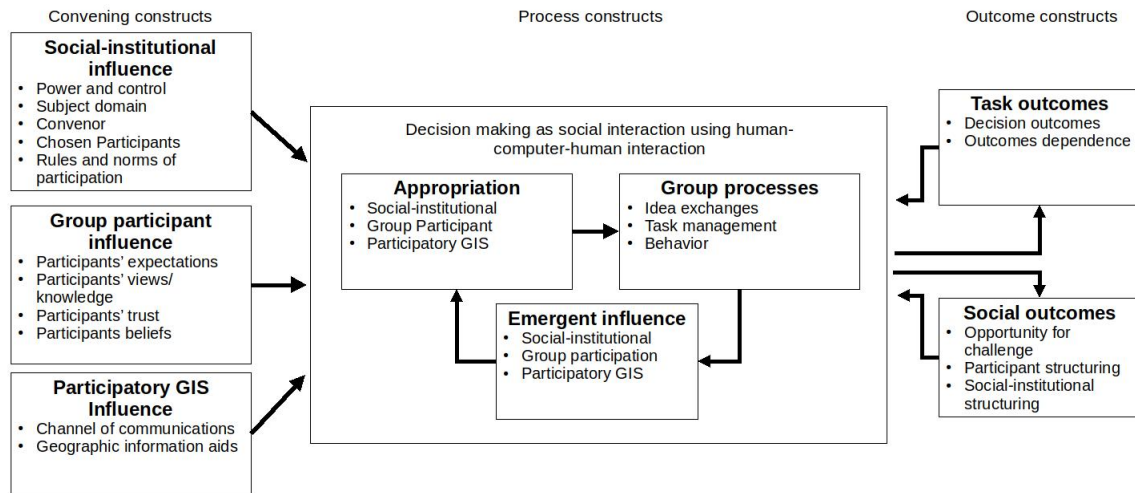 Convening constructs
Process constructs
Outcome constructs
Social-institutional
influence
• Power and control
• Subject domain
• Convenor
• Chosen Participants
• Rules and norms of
participation
Group participant
influence
• Participants' expectations
• Participants' views/
knowledge
• Participants' trust
• Participants beliefs
Participatory GIS
Influence
• Channel of communications
• Geographic information aids
Decision making as social interaction using human-
computer-human interaction
Appropriation
• Social-institutional
• Group Participant
• Participatory GIS
Group processes
• Idea exchanges
• Task management
• Behavior
Emergent influence
• Social-institutional
• Group participation
• Participatory GIS
Task outcomes
• Decision outcomes
• Outcomes dependence
Social outcomes
• Opportunity for
challenge
• Participant structuring
• Social-institutional
structuring